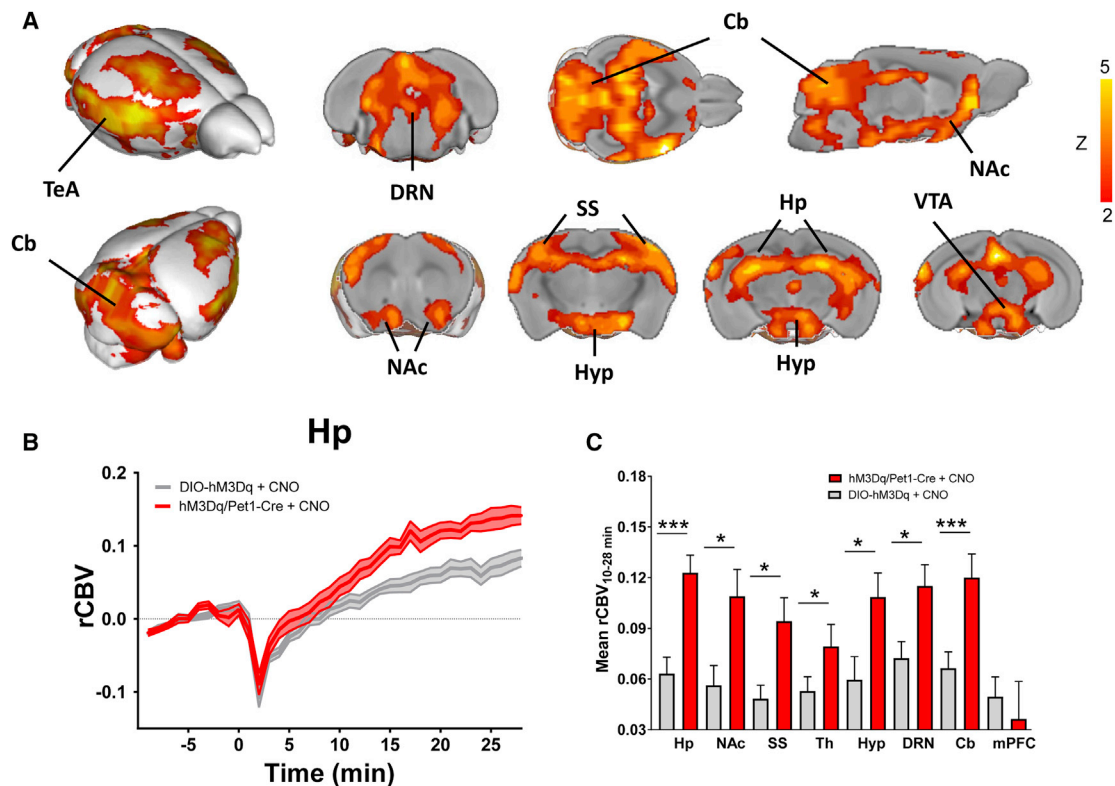 A
Cb
5
Z
2
TeA
DRN
NAc
Cb
SS
Hp
VTA
NAc
Hyp
Hyp
B
Hp
0.2
0.1
0.0
-0.1
rCBV
DIO-hM3Dq + CNO
hM3Dq/Pet1-Cre + CNO
-5 0 5 10 15 20 25
Time (min)
C
hM3Dq/Pet1-Cre + CNO
DIO-hM3Dq + CNO
0.18
0.15
0.12
0.09
0.06
0.03
Mean rCBV10-28 min
*** * * * * * ***
Hp NAc SS Th Hyp DRN Cb mPFC